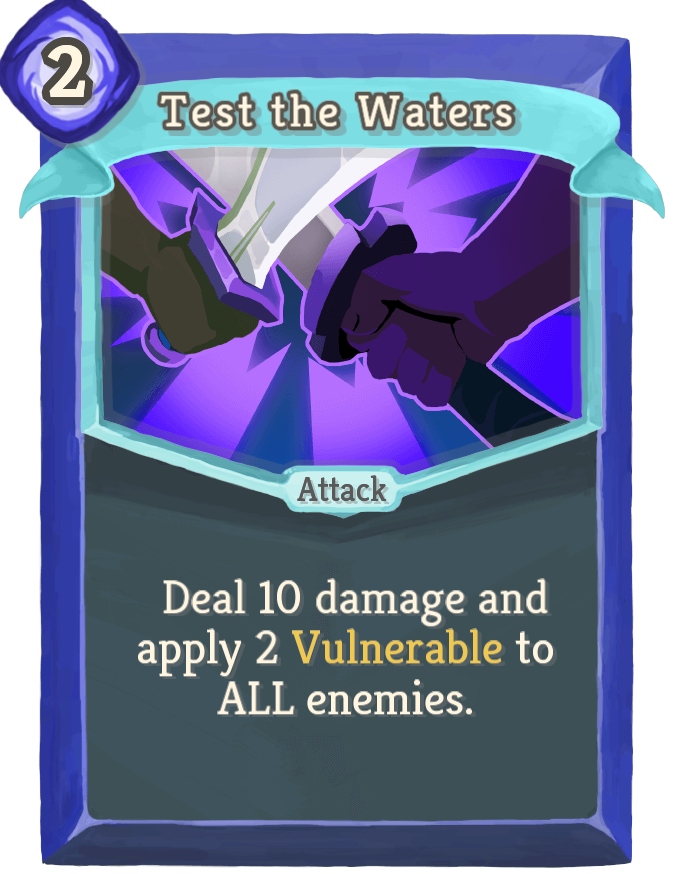 2
Test the Waters
Attack
Deal 10 damage and
apply 2 Vulnerable to
ALL enemies.